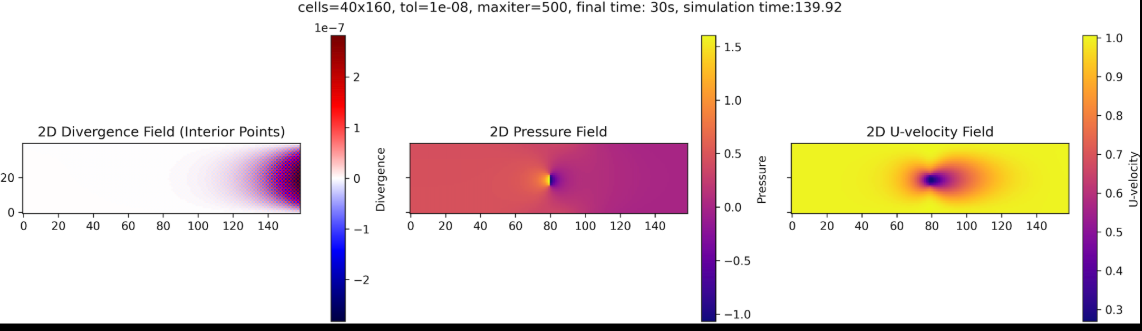 cells=40x160, tol=1e-08, maxiter=500, final time: 30s, simulation time:139.92
1e−7
2D Divergence Field (Interior Points)
20
0
0 20 40 60 80 100 120 140
2
1
0
−1
−2
Divergence
2D Pressure Field
0 20 40 60 80 100 120 140
1.5
1.0
0.5
0.0
−0.5
−1.0
Pressure
2D U-velocity Field
0 20 40 60 80 100 120 140
1.0
0.9
0.8
0.7
0.6
0.5
0.4
0.3
U-velocity